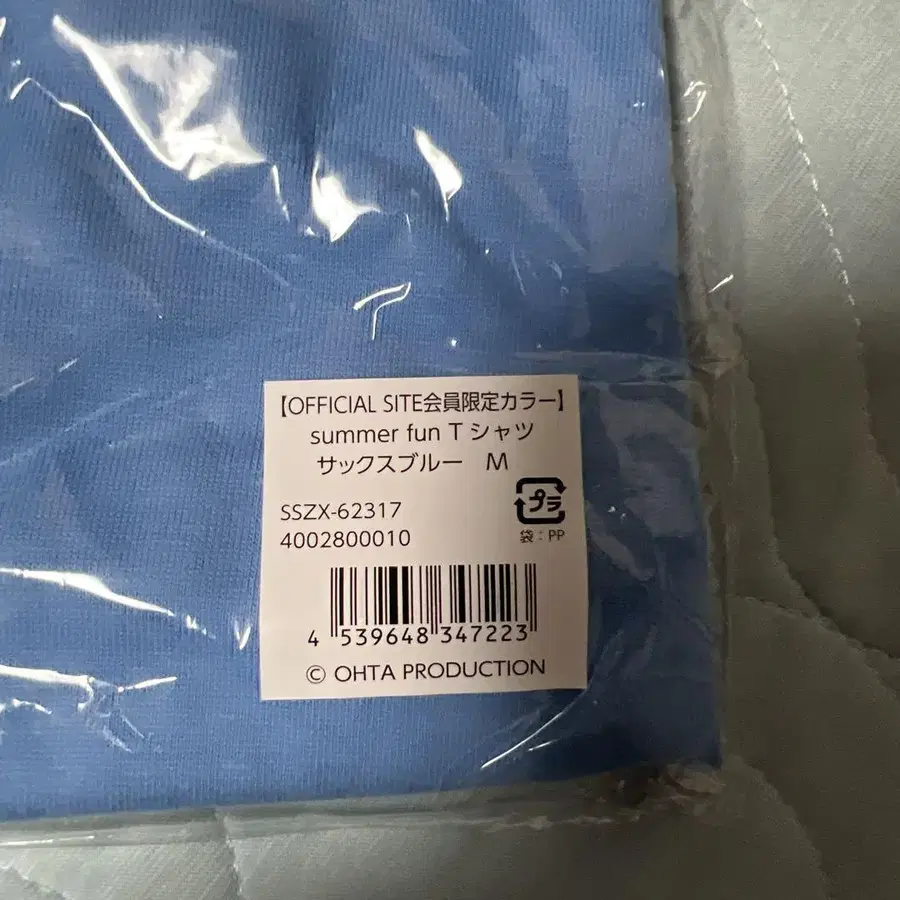 【OFFICIAL SITE会員限定カラー】
summer fun Tシャツ
サックスブルー　M
SSZX-62317
4002800010
プラ
袋：PP
4 539648 347223
© OHTA PRODUCTION